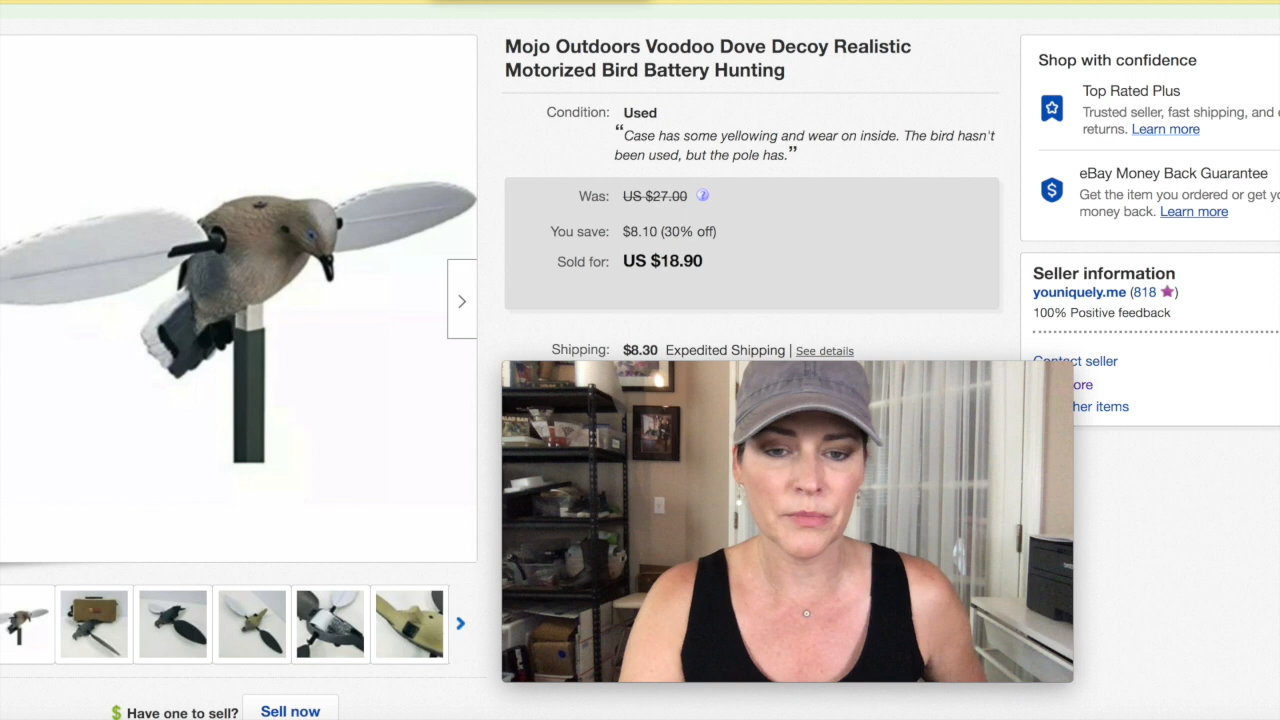 Mojo Outdoors Voodoo Dove Decoy Realistic
Motorized Bird Battery Hunting
Condition: Used
“Case has some yellowing and wear on inside. The bird hasn't
been used, but the pole has.”
Was: US $27.00
You save: $8.10 (30% off)
Sold for: US $18.90
Shipping: $8.30 Expedited Shipping | See details
Shop with confidence
Top Rated Plus
Trusted seller, fast shipping, and
returns. Learn more
eBay Money Back Guarantee
Get the item you ordered or get
money back. Learn more
Seller information
youniquely.me (818)
100% Positive feedback
Contact seller
ore
her items
$ Have one to sell? Sell now